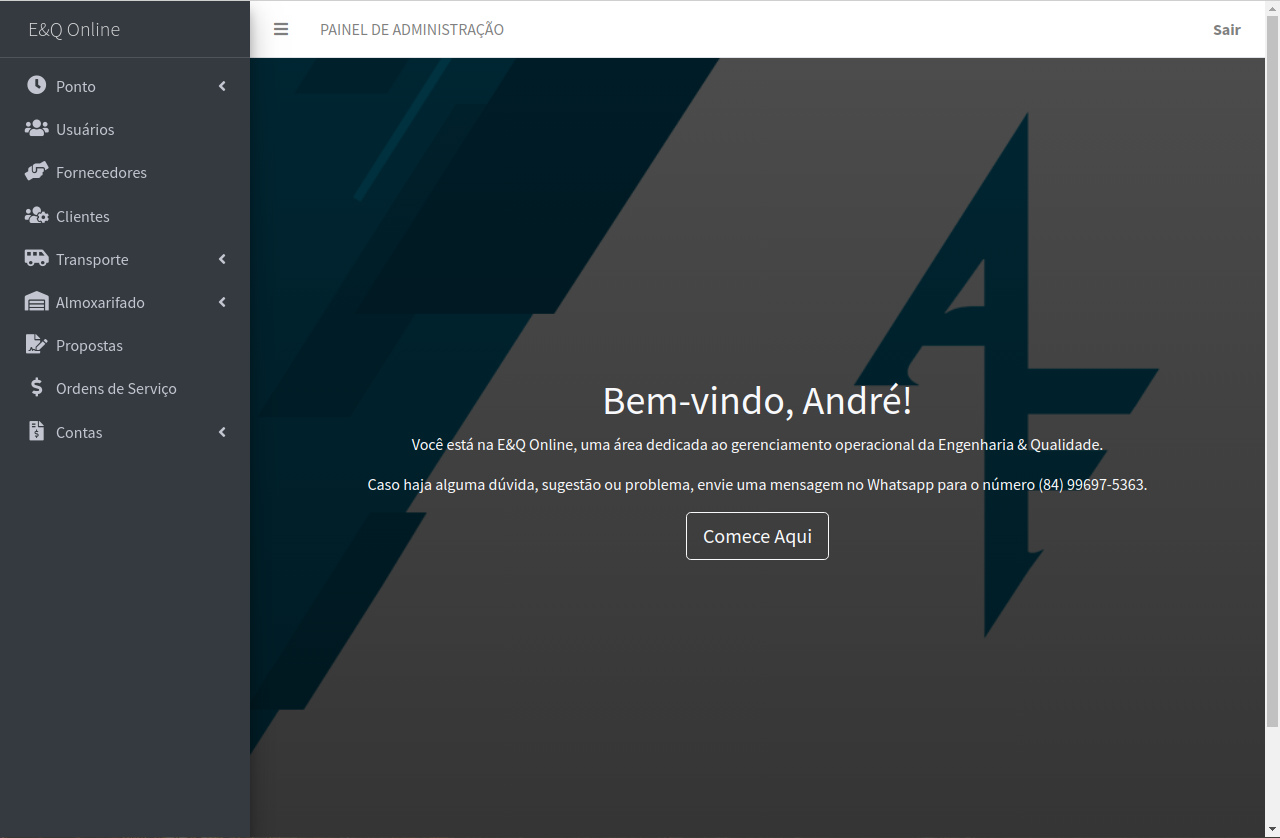 E&Q Online
PAINEL DE ADMINISTRAÇÃO
Sair
Ponto
Usuários
Fornecedores
Clientes
Transporte
Almoxarifado
Propostas
Ordens de Serviço
Contas
Bem-vindo, André!
Você está na E&Q Online, uma área dedicada ao gerenciamento operacional da Engenharia & Qualidade.
Caso haja alguma dúvida, sugestão ou problema, envie uma mensagem no Whatsapp para o número (84) 99697-5363.
Comece Aqui